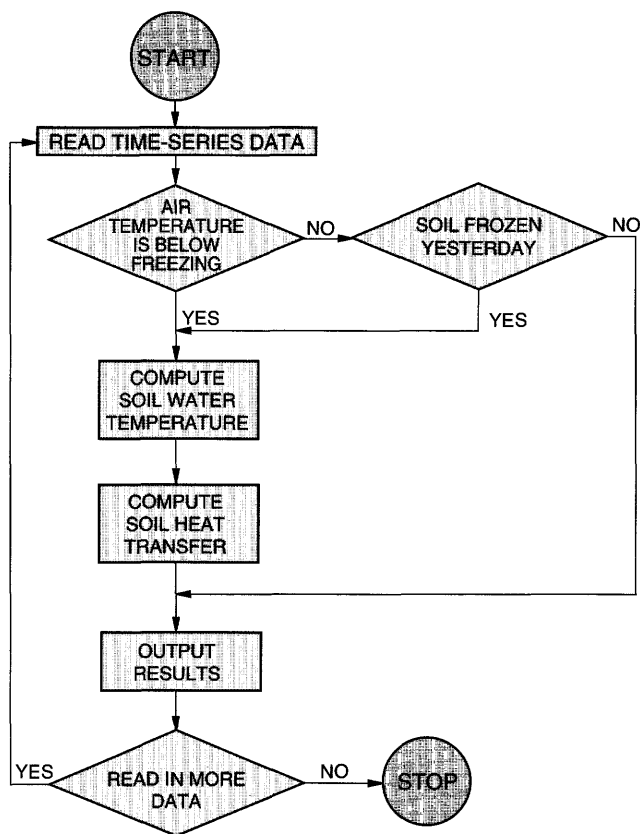 START
READ TIME-SERIES DATA
AIR
TEMPERATURE
IS BELOW
FREEZING
NO
SOIL FROZEN
YESTERDAY
NO
YES
YES
COMPUTE
SOIL WATER
TEMPERATURE
COMPUTE
SOIL HEAT
TRANSFER
OUTPUT
RESULTS
YES
READ IN MORE
DATA
NO
STOP